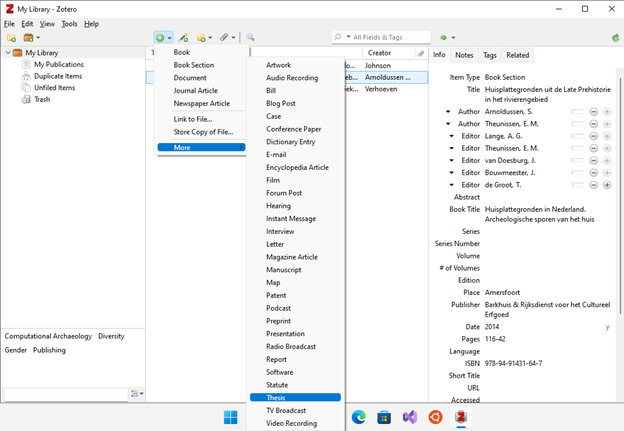 My Library - Zotero
File Edit View Tools Help
All Fields & Tags
My Library
My Publications
Duplicate Items
Unfiled Items
Trash
Computational Archaeology Diversity
Gender Publishing
Book
Book Section
Document
Journal Article
Newspaper Article
Link to File...
Store Copy of File...
More
Artwork
Audio Recording
Bill
Blog Post
Case
Conference Paper
Dictionary Entry
E-mail
Encyclopedia Article
Film
Forum Post
Hearing
Instant Message
Interview
Letter
Magazine Article
Manuscript
Map
Patent
Podcast
Preprint
Presentation
Radio Broadcast
Report
Software
Statute
Thesis
TV Broadcast
Video Recording
Creator
Johnson
Arnoldussen ...
Verhoeven
Info Notes Tags Related
Item Type Book Section
Title Huisplattegronden uit de Late Prehistorie
in het rivierengebied
Author Arnoldussen, S.
Author Theunissen, E. M.
Editor Lange, A. G.
Editor Theunissen, E. M.
Editor van Doesburg, J.
Editor Bouwmeester, J.
Editor de Groot, T.
Abstract
Book Title Huisplattegronden in Nederland.
Archeologische sporen van het huis
Series
Series Number
Volume
# of Volumes
Edition
Place Amersfoort
Publisher Barkhuis & Rijksdienst voor het Cultureel
Erfgoed
Date 2014 y
Pages 116-42
Language
ISBN 978-94-91431-64-7
Short Title
URL
Accessed